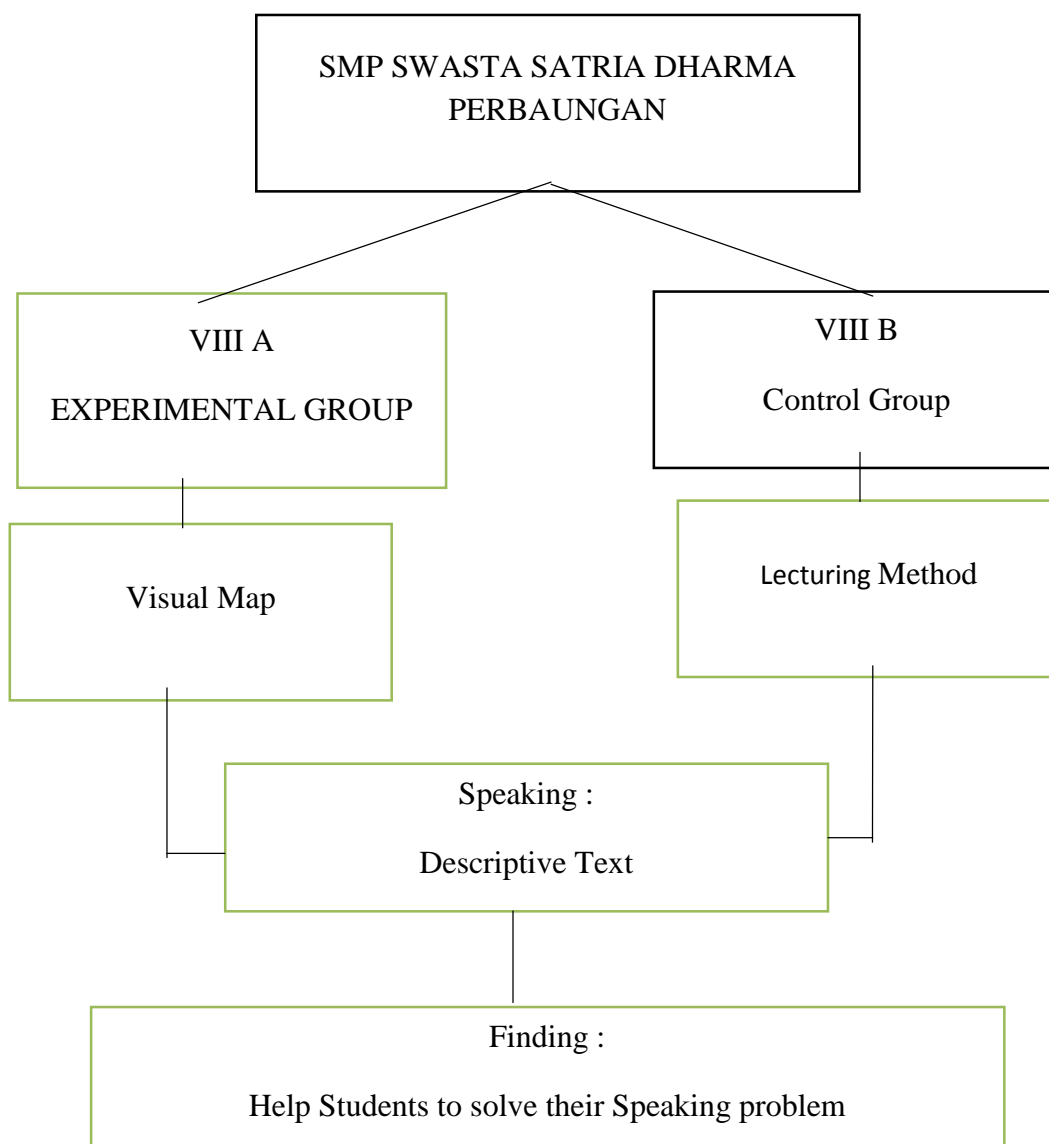 SMP SWASTA SATRIA DHARMA
PERBAUNGAN
VIII A
EXPERIMENTAL GROUP
VIII B
Control Group
Visual Map
Lecturing Method
Speaking :
Descriptive Text
Finding :
Help Students to solve their Speaking problem